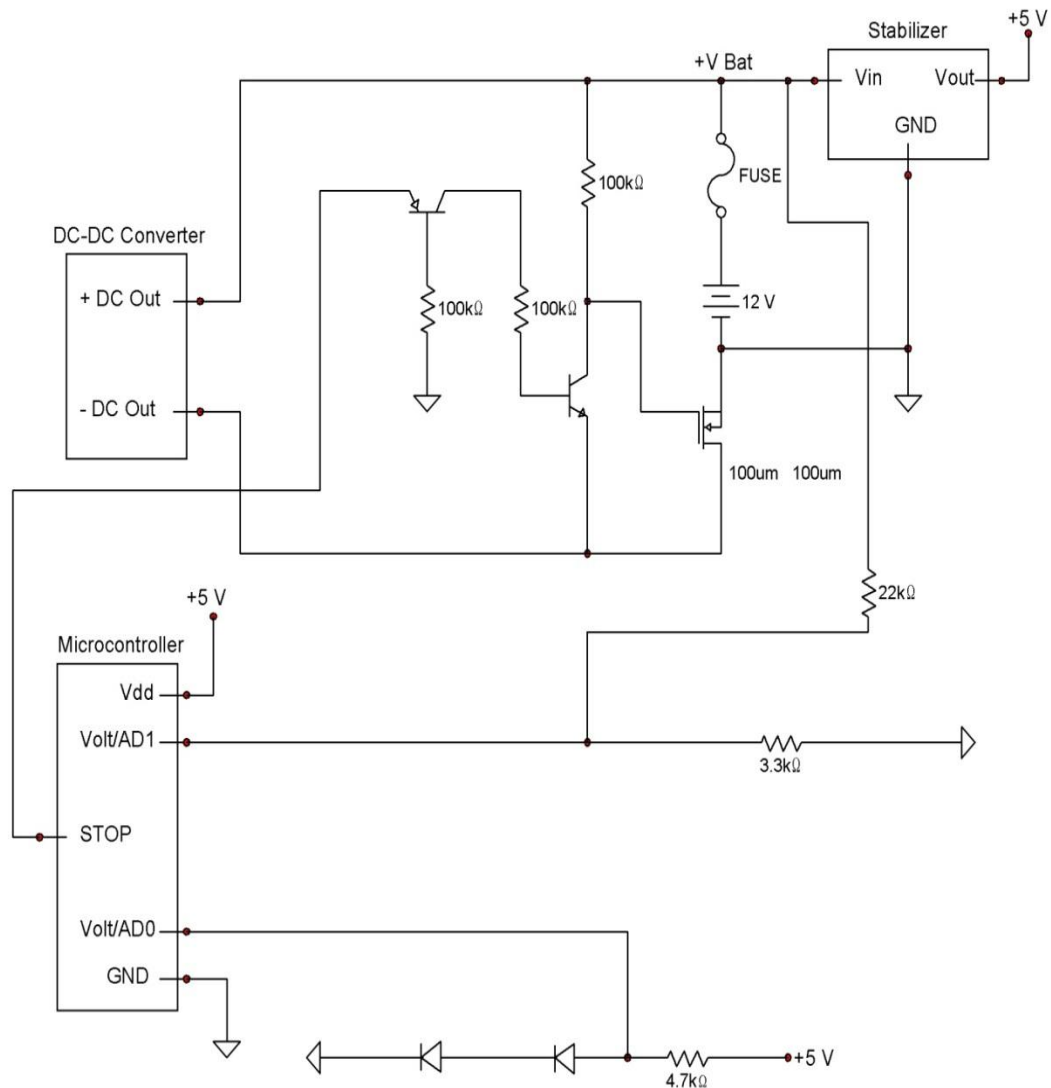 +5 V
Stabilizer
+V Bat
Vin
Vout
GND
FUSE
100kΩ
DC-DC Converter
+ DC Out
100kΩ
100kΩ
12 V
- DC Out
100um 100um
22kΩ
+5 V
Microcontroller
Vdd
Volt/AD1
3.3kΩ
STOP
Volt/AD0
GND
+5 V
4.7kΩ